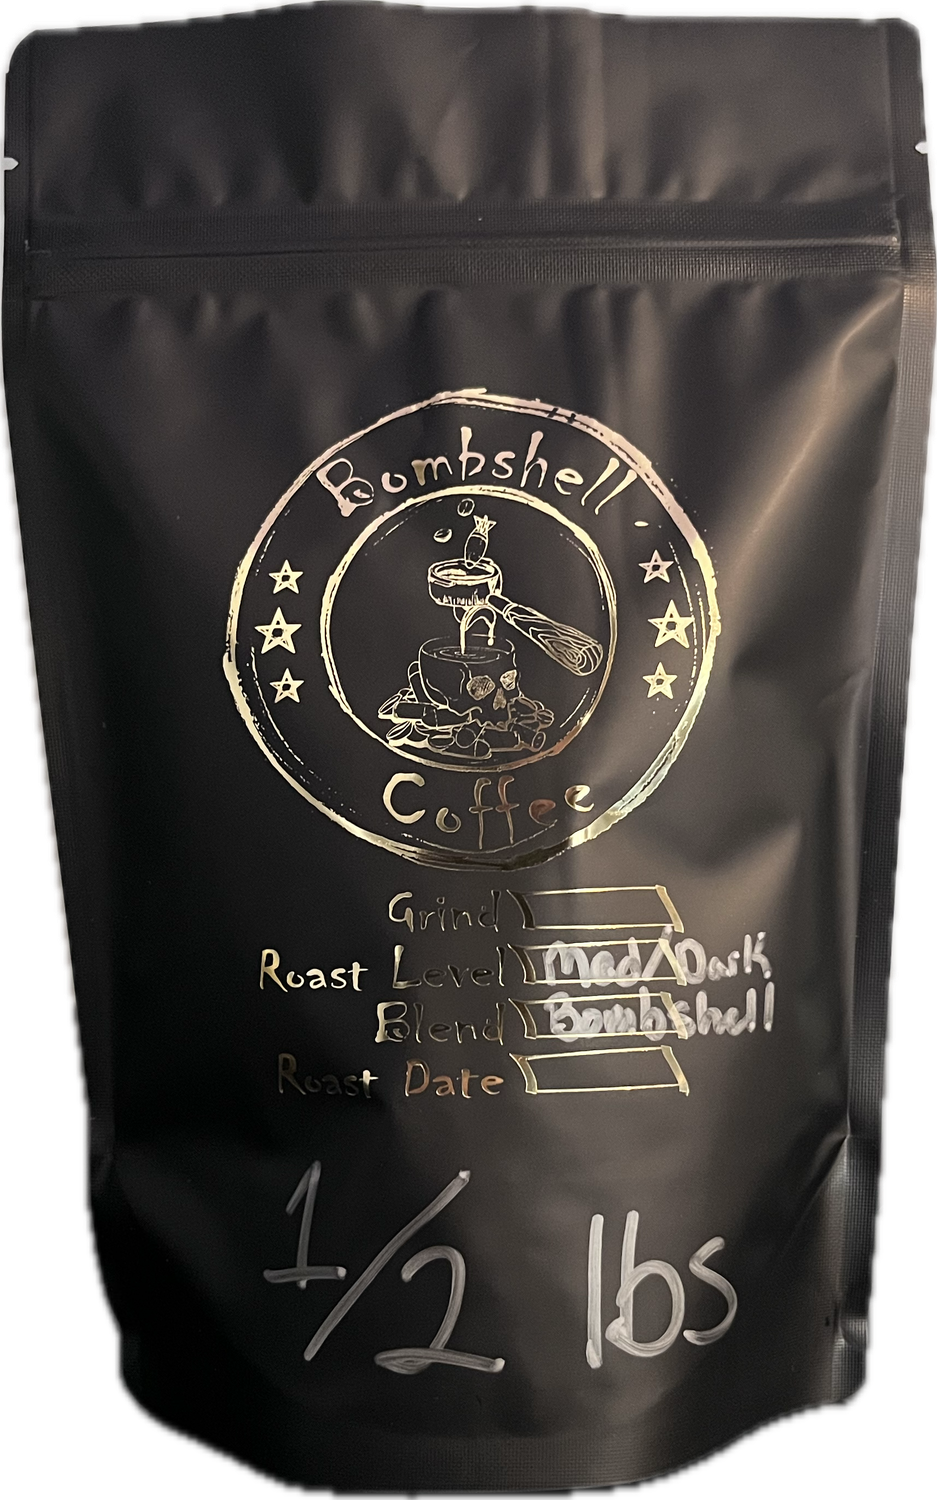 Bombshell
Coffee
Grind
Roast Level Med/Dark
Blend Bombshell
Roast Date
1/2 lbs